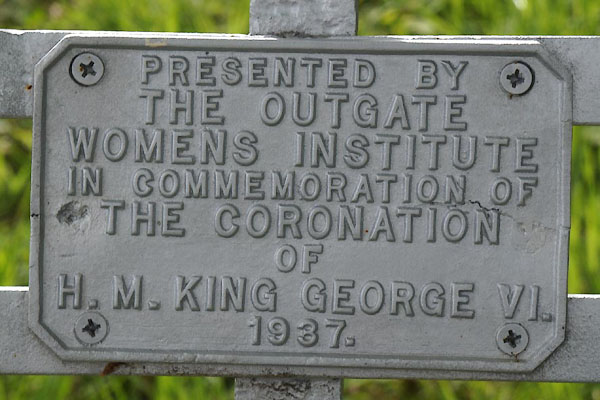 PRESENTED BY
THE OUTGATE
WOMENS INSTITUTE
IN COMMEMORATION OF
THE CORONATION
OF
H. M. KING GEORGE VI.
1937.